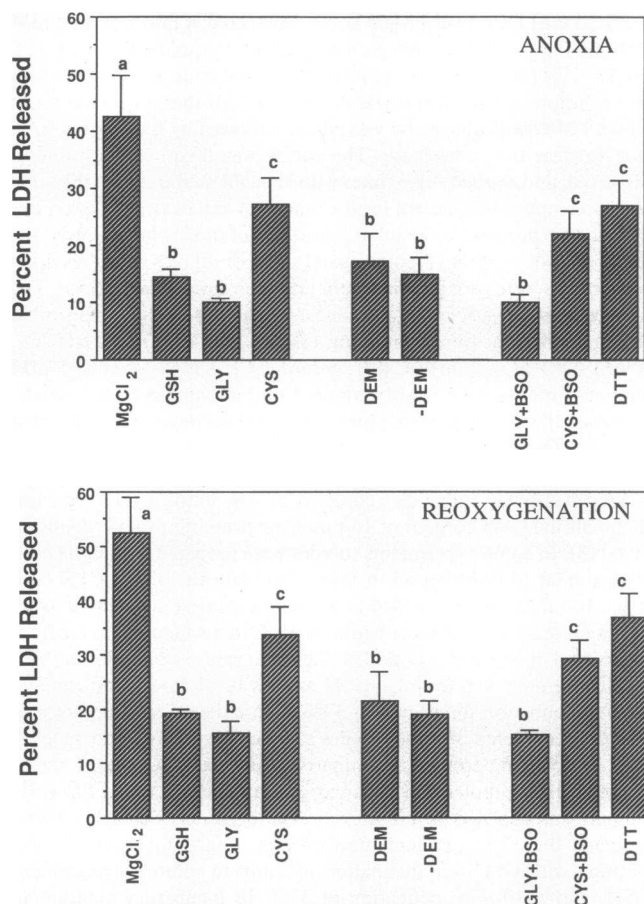 ANOXIA
Percent LDH Released
60
50
40
30
20
10
0
a
b
b
c
b
b
b
c
c
MgCl2
GSH
GLY
CYS
DEM
-DEM
GLY+BSO
CYS+BSO
DTT
REOXYGENATION
Percent LDH Released
60
50
40
30
20
10
0
a
b
b
c
b
b
b
c
c
MgCl2
GSH
GLY
CYS
DEM
-DEM
GLY+BSO
CYS+BSO
DTT